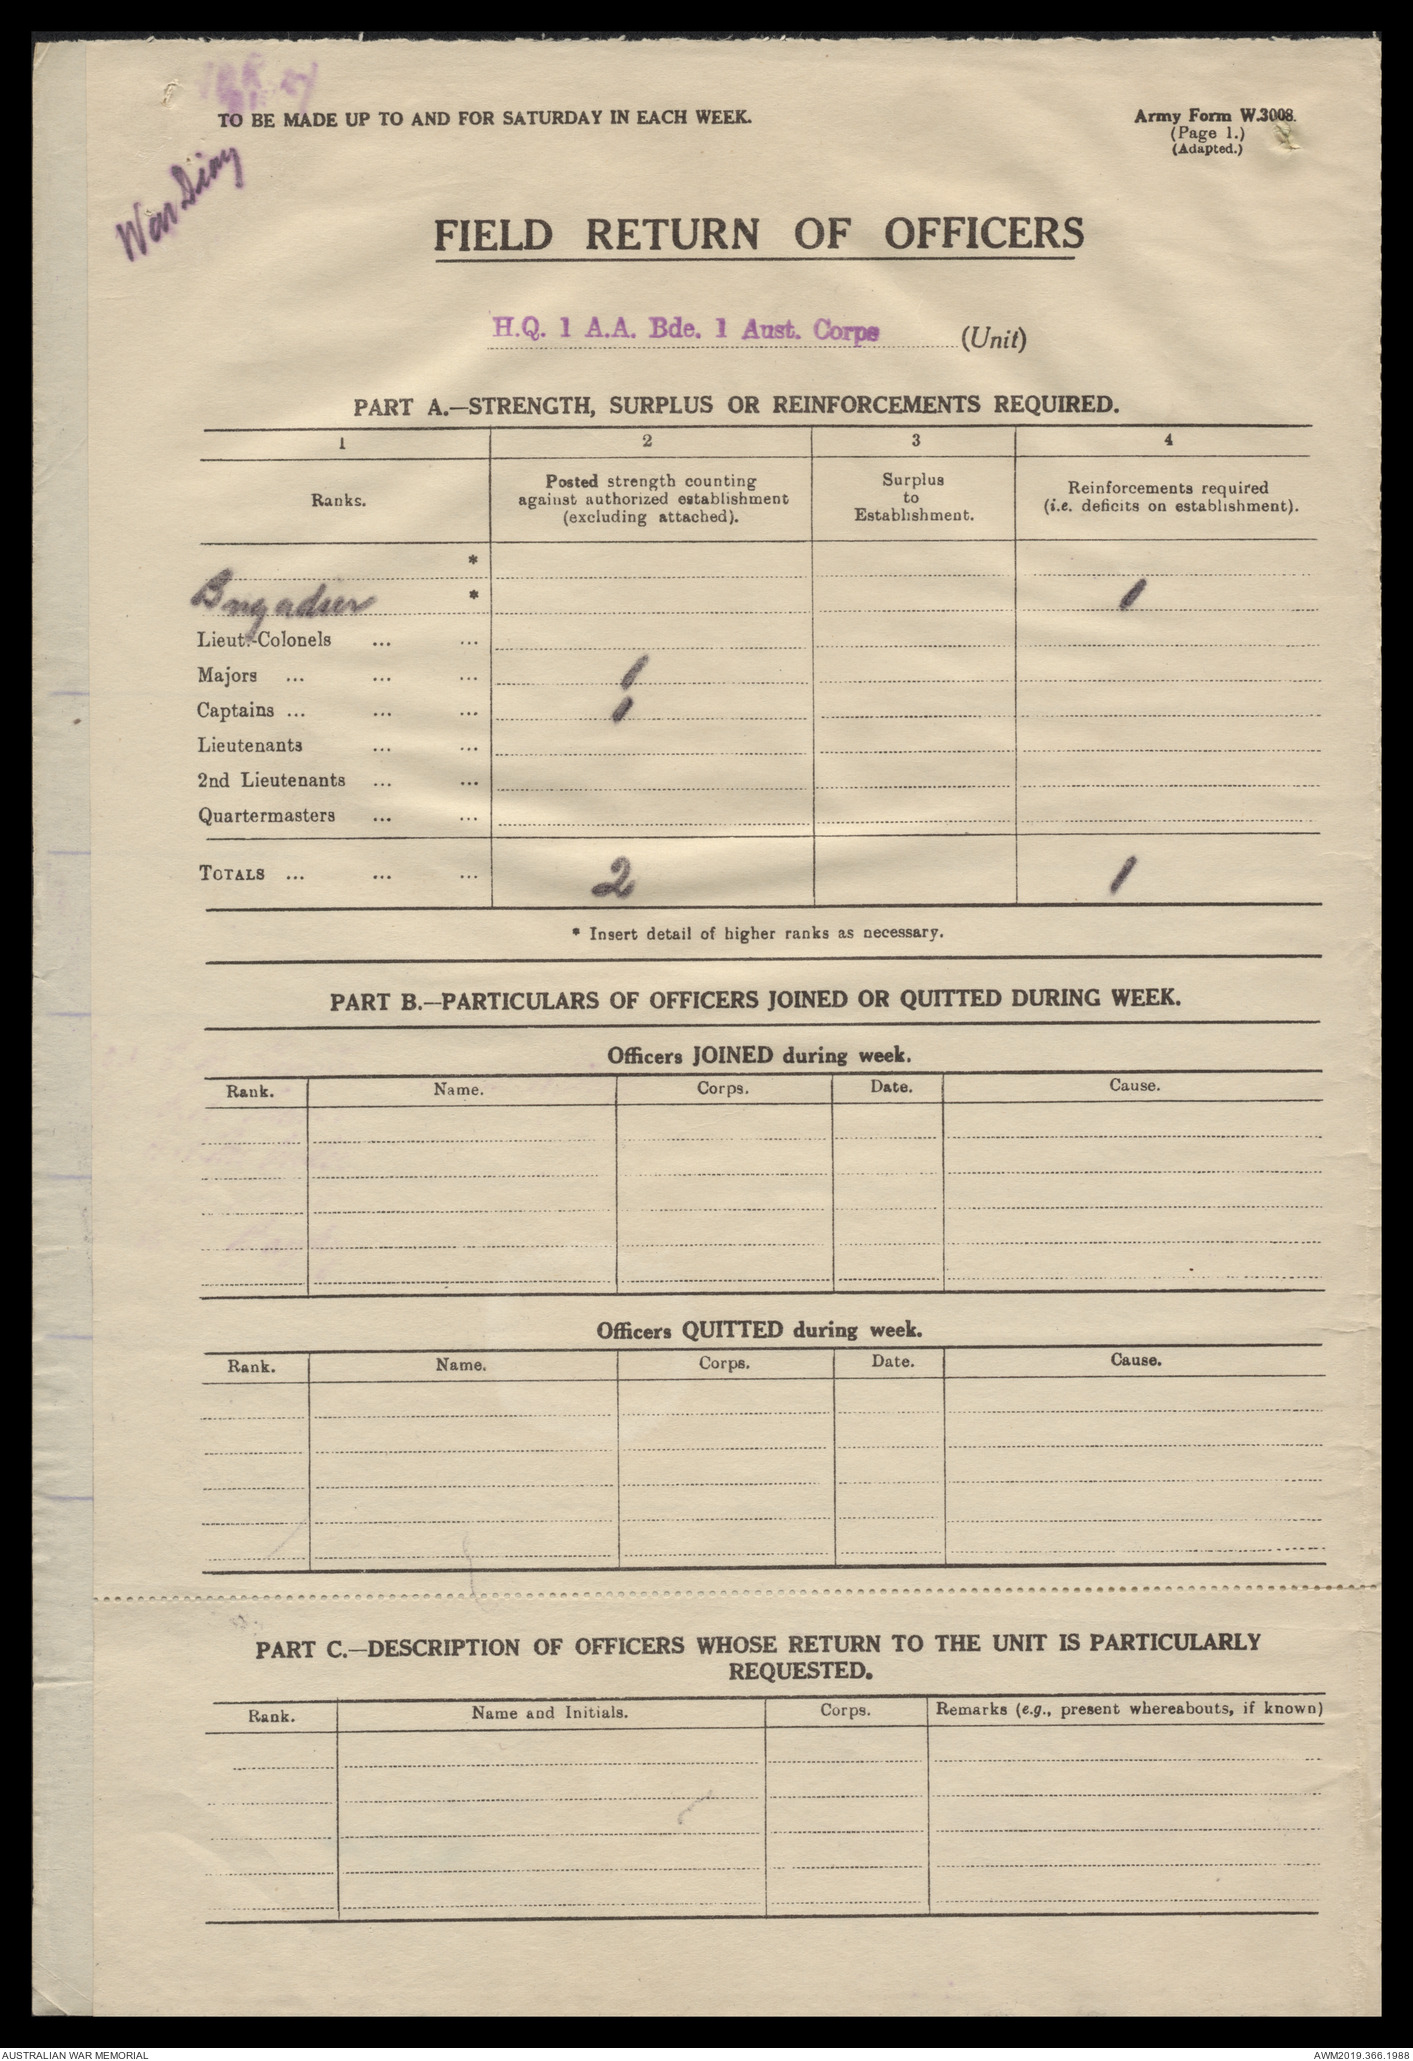 TO BE MADE UP TO AND FOR SATURDAY IN EACH WEEK.
Army Form W.3008.
(Page 1.)
(Adapted.)
War Diary
FIELD RETURN OF OFFICERS
H.Q. 1 A.A. Bde. 1 Aust. Corps (Unit)
PART A.—STRENGTH, SURPLUS OR REINFORCEMENTS REQUIRED.
1 2 3 4
Ranks. Posted strength counting against authorized establishment (excluding attached). Surplus to Establishment. Reinforcements required (i.e. deficits on establishment).
*
Brigadier * 1
Lieut.-Colonels ... ...
Majors ... ... ... 1
Captains ... ... ... 1
Lieutenants ... ...
2nd Lieutenants ... ...
Quartermasters ... ...
TOTALS ... ... ... 2 1
* Insert detail of higher ranks as necessary.
PART B.—PARTICULARS OF OFFICERS JOINED OR QUITTED DURING WEEK.
Officers JOINED during week.
Rank. Name. Corps. Date. Cause.
Officers QUITTED during week.
Rank. Name. Corps. Date. Cause.
PART C.—DESCRIPTION OF OFFICERS WHOSE RETURN TO THE UNIT IS PARTICULARLY
REQUESTED.
Rank. Name and Initials. Corps. Remarks (e.g., present whereabouts, if known)
AUSTRALIAN WAR MEMORIAL AWM2019.366.1988